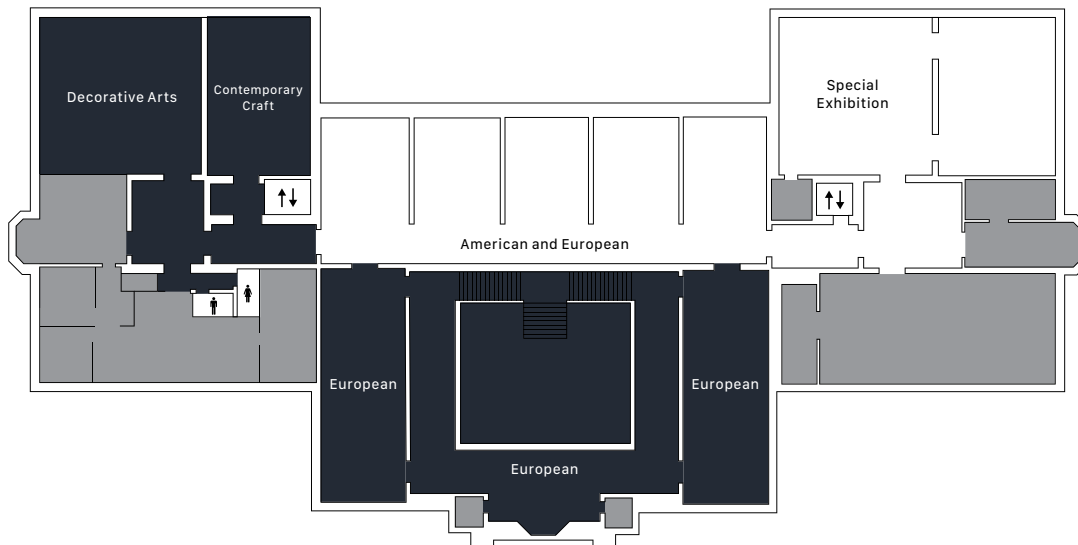 Decorative Arts
Contemporary
Craft
Special
Exhibition
American and European
European
European
European